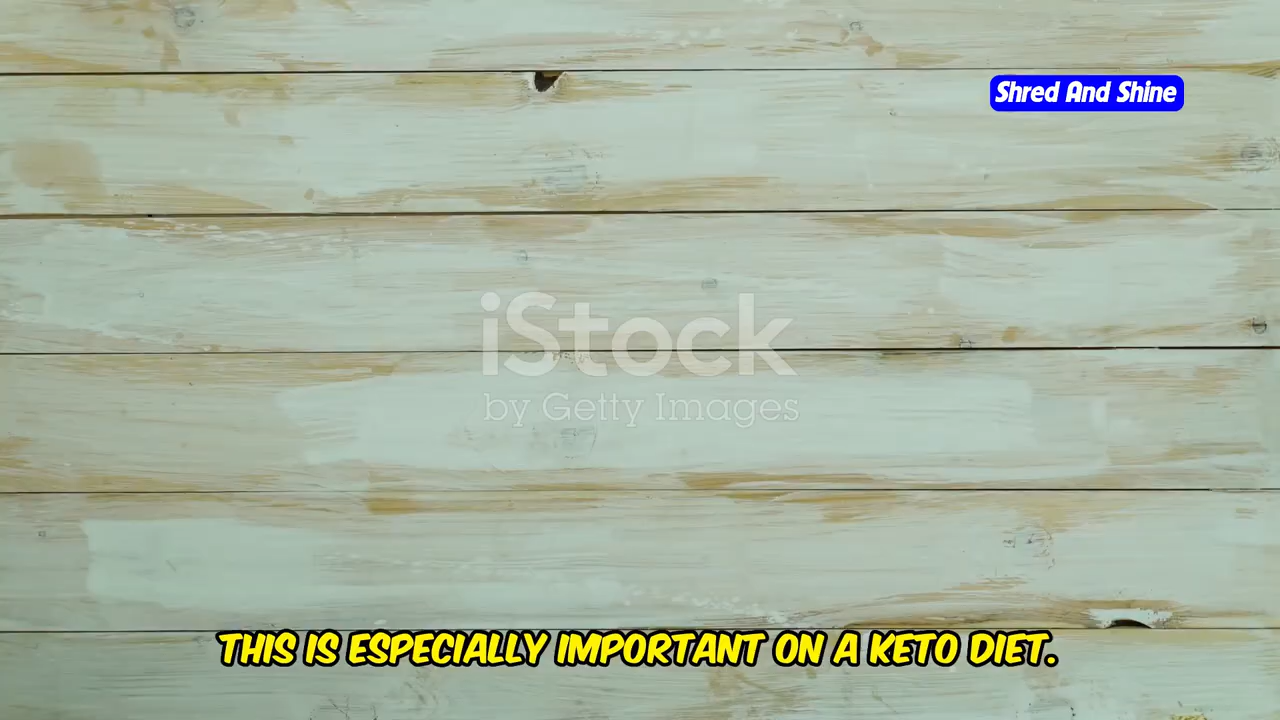 Shred And Shine
iStock
by Getty Images
THIS IS ESPECIALLY IMPORTANT ON A KETO DIET.